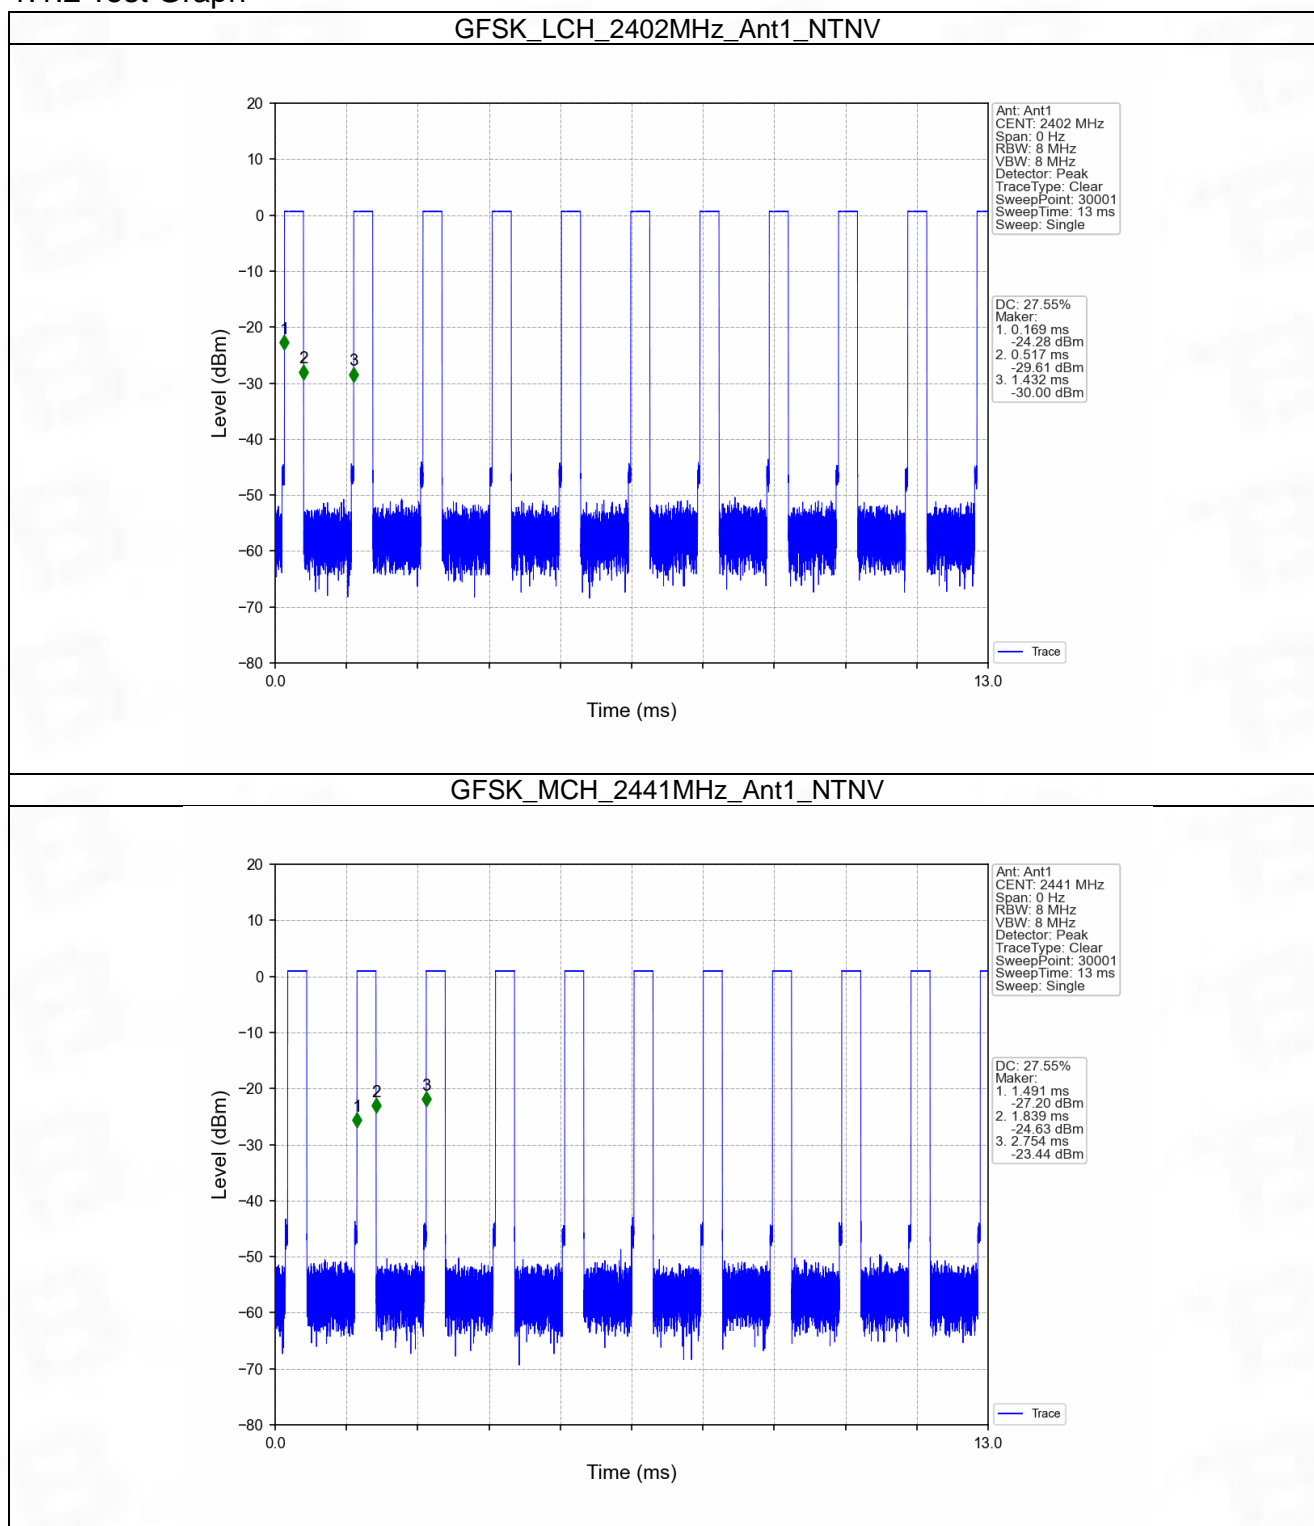 4.1.2 Test Graph
GFSK_LCH_2402MHz_Ant1_NTNV
20
10
0
−10
−20
−30
−40
−50
−60
−70
−80
Level (dBm)
1
2
3
0.0
13.0
Time (ms)
Ant: Ant1
CENT: 2402 MHz
Span: 0 Hz
RBW: 8 MHz
VBW: 8 MHz
Detector: Peak
TraceType: Clear
SweepPoint: 30001
SweepTime: 13 ms
Sweep: Single
DC: 27.55%
Maker:
1. 0.169 ms
-24.28 dBm
2. 0.517 ms
-29.61 dBm
3. 1.432 ms
-30.00 dBm
Trace
GFSK_MCH_2441MHz_Ant1_NTNV
20
10
0
−10
−20
−30
−40
−50
−60
−70
−80
Level (dBm)
1
2
3
0.0
13.0
Time (ms)
Ant: Ant1
CENT: 2441 MHz
Span: 0 Hz
RBW: 8 MHz
VBW: 8 MHz
Detector: Peak
TraceType: Clear
SweepPoint: 30001
SweepTime: 13 ms
Sweep: Single
DC: 27.55%
Maker:
1. 1.491 ms
-27.20 dBm
2. 1.839 ms
-24.63 dBm
3. 2.754 ms
-23.44 dBm
Trace